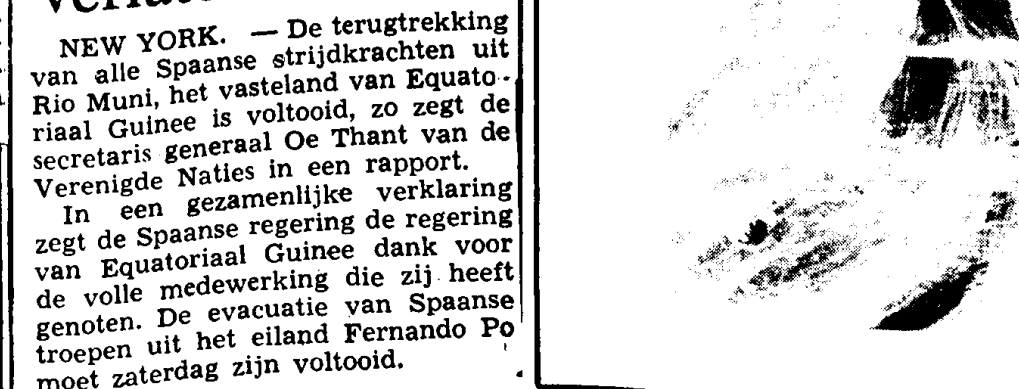 NEW YORK. — De terugtrekking
van alle Spaanse strijdkrachten uit
Rio Muni, het vasteland van Equato-
riaal Guinee is voltooid, zo zegt de
secretaris generaal Oe Thant van de
Verenigde Naties in een rapport.
In een gezamenlijke verklaring
zegt de Spaanse regering de regering
van Equatoriaal Guinee dank voor
de volle medewerking die zij heeft
genoten. De evacuatie van Spaanse
troepen uit het eiland Fernando Po
moet zaterdag zijn voltooid.